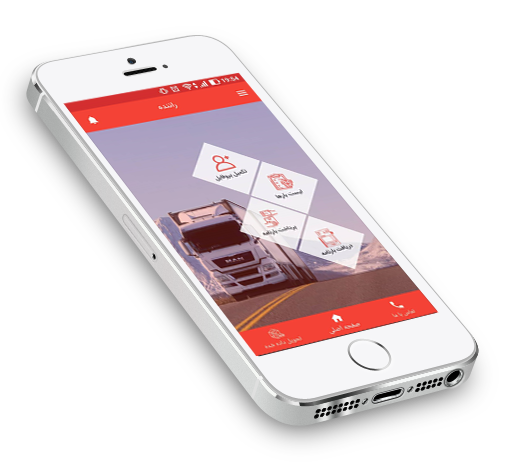 19:54
راننده
تکمیل پروفایل
لیست بارها
پرداخت بارنامه
دریافت بارنامه
MAN
تماس با ما
صفحه اصلی
تحویل داده شده